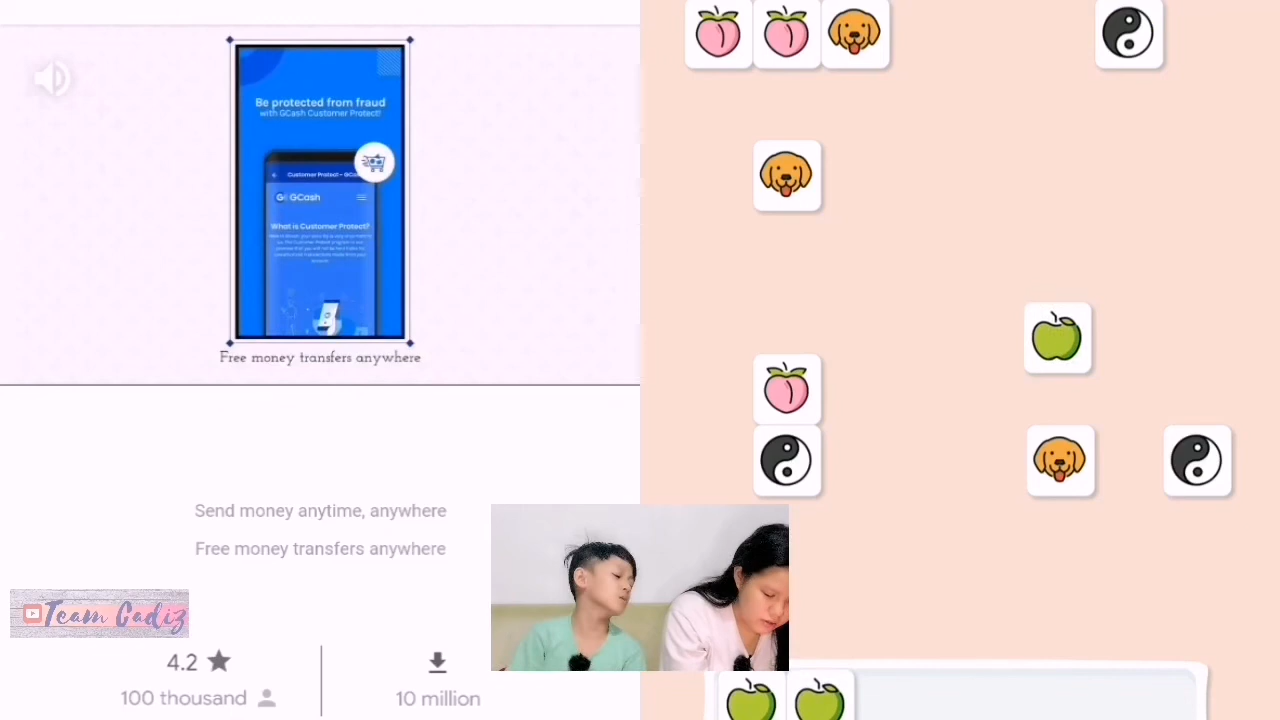 Be protected from fraud
with GCash Customer Protect!
GCash
What is Customer Protect?
Free money transfers anywhere
Send money anytime, anywhere
Free money transfers anywhere
Team Cadiz
4.2
100 thousand
10 million